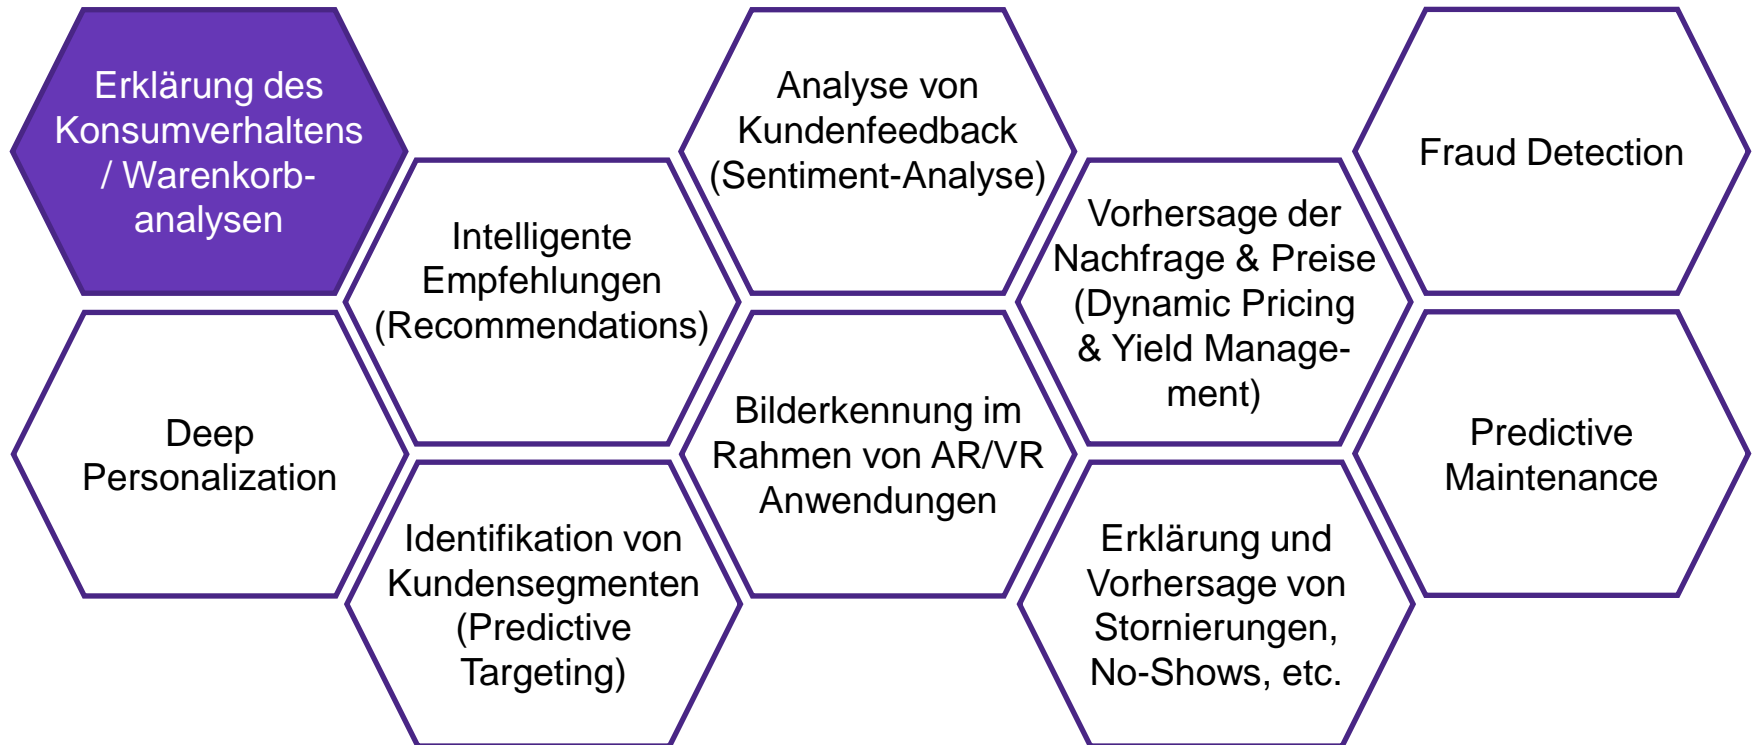 Erklärung des
Konsumverhaltens
/ Warenkorb-
analysen
Intelligente
Empfehlungen
(Recommendations)
Analyse von
Kundenfeedback
(Sentiment-Analyse)
Vorhersage der
Nachfrage & Preise
(Dynamic Pricing
& Yield Manage-
ment)
Fraud Detection
Deep
Personalization
Identifikation von
Kundensegmenten
(Predictive
Targeting)
Bilderkennung im
Rahmen von AR/VR
Anwendungen
Erklärung und
Vorhersage von
Stornierungen,
No-Shows, etc.
Predictive
Maintenance